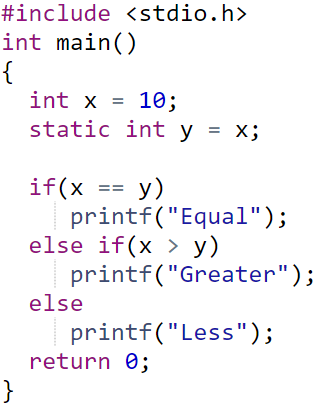 #include <stdio.h>
int main()
{
  int x = 10;
  static int y = x;

  if(x == y)
     printf("Equal");
  else if(x > y)
     printf("Greater");
  else
     printf("Less");
  return 0;
}